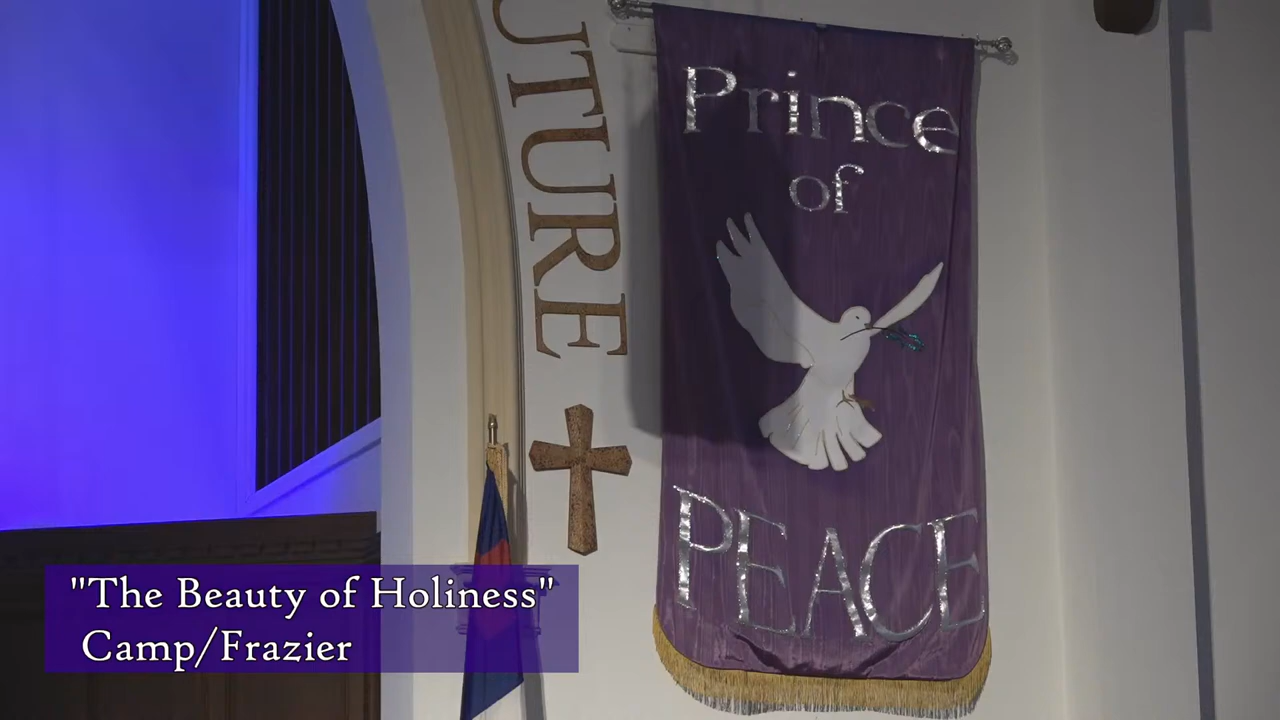 UTURE
Prince
of
PEACE
"The Beauty of Holiness"
Camp/Frazier